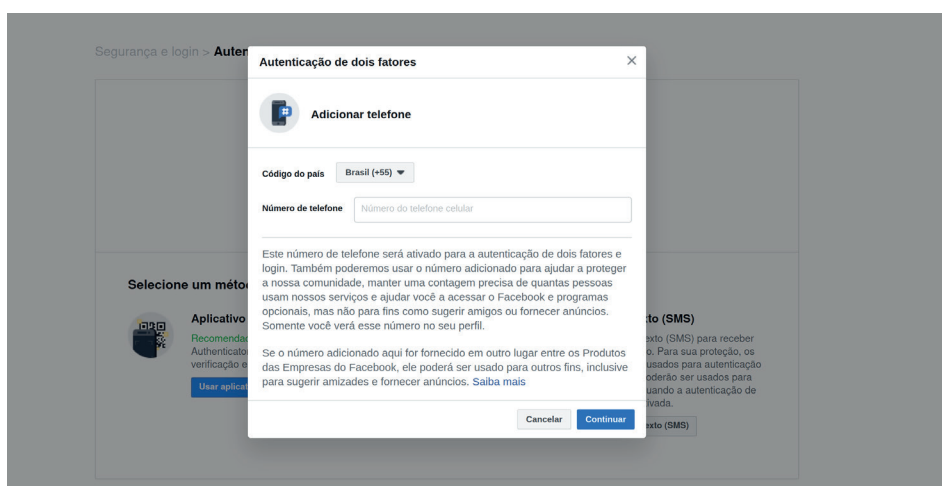 Segurança e login > Auten
Autenticação de dois fatores
Adicionar telefone
Código do país
Brasil (+55)
Número de telefone
Número do telefone celular
Este número de telefone será ativado para a autenticação de dois fatores e
login. Também poderemos usar o número adicionado para ajudar a proteger
a nossa comunidade, manter uma contagem precisa de quantas pessoas
usam nossos serviços e ajudar você a acessar o Facebook e programas
opcionais, mas não para fins como sugerir amigos ou fornecer anúncios.
Somente você verá esse número no seu perfil.
Se o número adicionado aqui for fornecido em outro lugar entre os Produtos
das Empresas do Facebook, ele poderá ser usado para outros fins, inclusive
para sugerir amizades e fornecer anúncios. Saiba mais
Cancelar
Continuar
Selecione um méto
Aplicativo
Recomendad
Authenticato
verificação e
Usar aplicat
to (SMS)
exto (SMS) para receber
o. Para sua proteção, os
usados para autenticação
oderão ser usados para
uando a autenticação de
ivada.
exto (SMS)